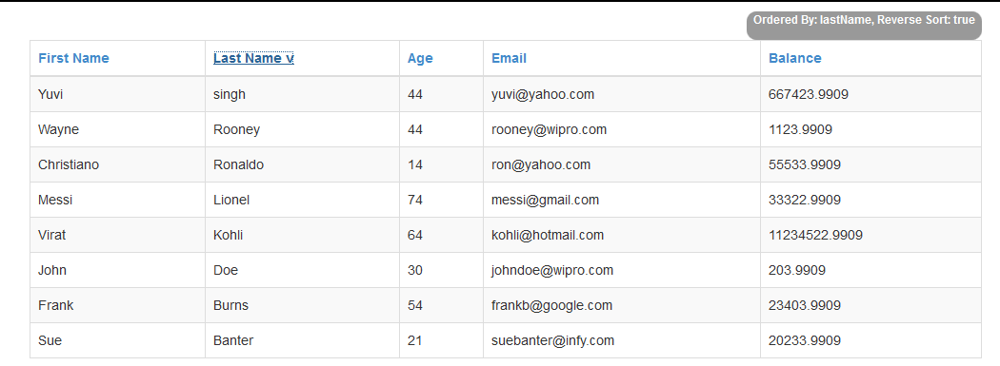 Ordered By: lastName, Reverse Sort: true
First Name Last Name v Age Email Balance
Yuvi singh 44 yuvi@yahoo.com 667423.9909
Wayne Rooney 44 rooney@wipro.com 1123.9909
Christiano Ronaldo 14 ron@yahoo.com 55533.9909
Messi Lionel 74 messi@gmail.com 33322.9909
Virat Kohli 64 kohli@hotmail.com 11234522.9909
John Doe 30 johndoe@wipro.com 203.9909
Frank Burns 54 frankb@google.com 23403.9909
Sue Banter 21 suebanter@infy.com 20233.9909